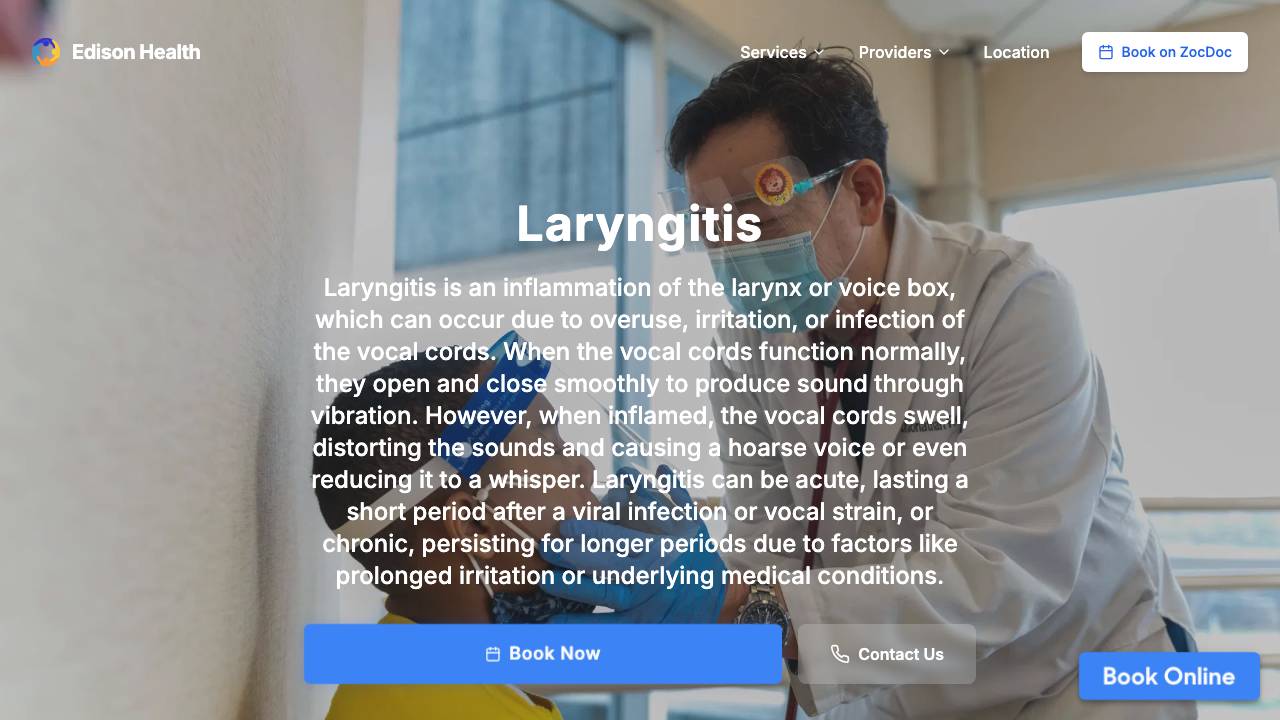 Edison Health
Services
Providers
Location
Book on ZocDoc
Laryngitis
Laryngitis is an inflammation of the larynx or voice box,
which can occur due to overuse, irritation, or infection of
the vocal cords. When the vocal cords function normally,
they open and close smoothly to produce sound through
vibration. However, when inflamed, the vocal cords swell,
distorting the sounds and causing a hoarse voice or even
reducing it to a whisper. Laryngitis can be acute, lasting a
short period after a viral infection or vocal strain, or
chronic, persisting for longer periods due to factors like
prolonged irritation or underlying medical conditions.
Book Now
Contact Us
Book Online